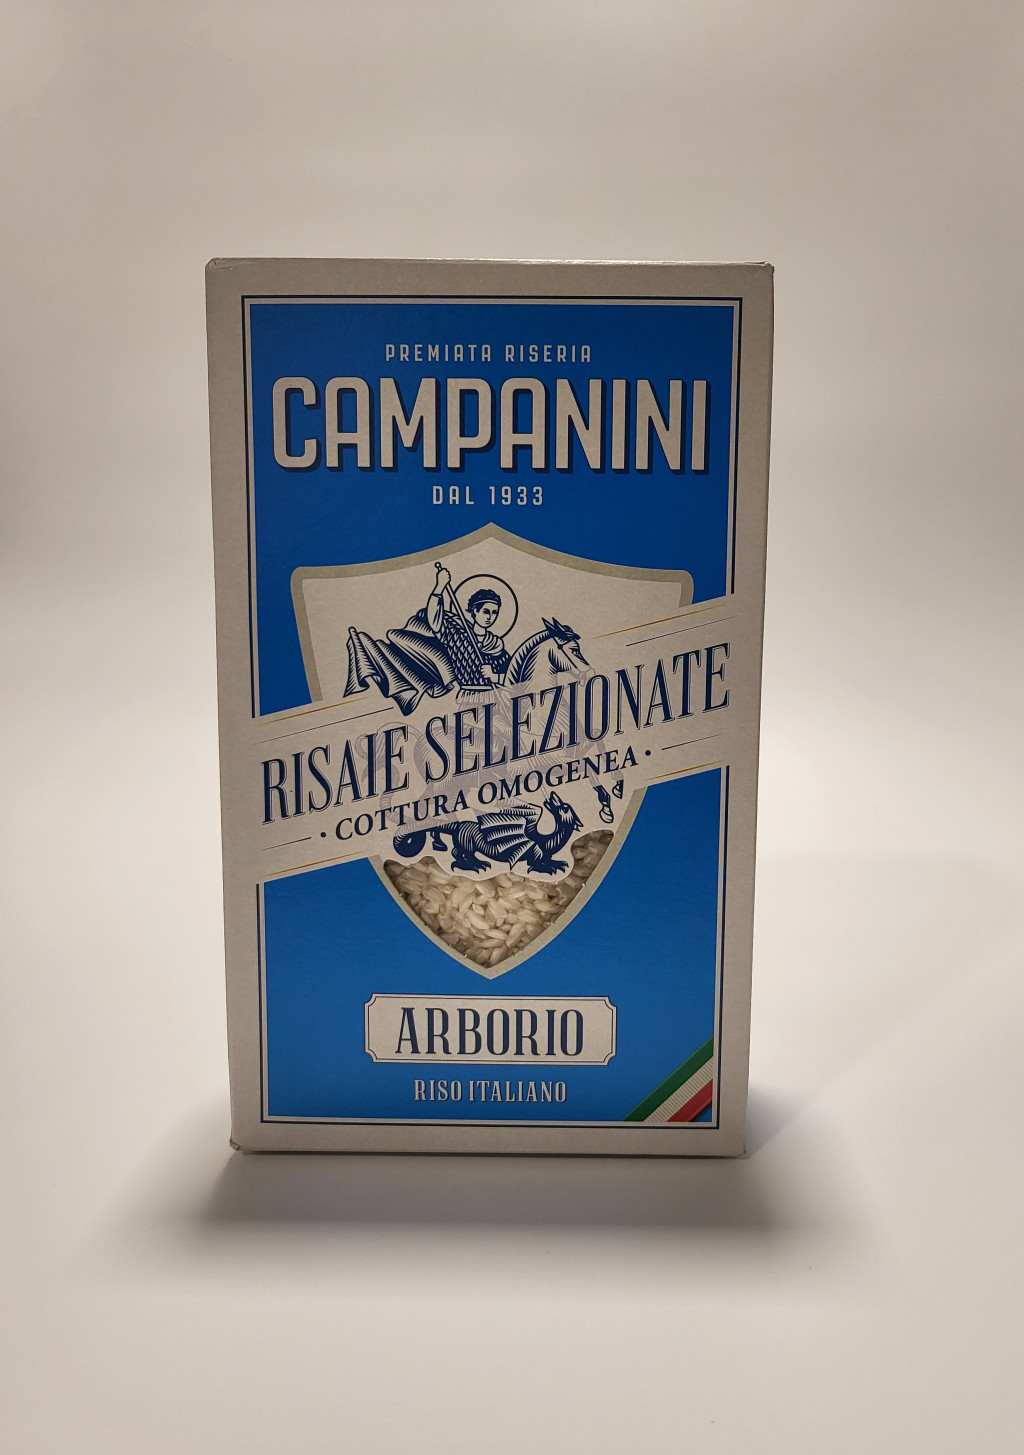 PREMIATA RISERIA
CAMPANINI
DAL 1933
RISAIE SELEZIONATE
• COTTURA OMOGENEA •
ARBORIO
RISO ITALIANO